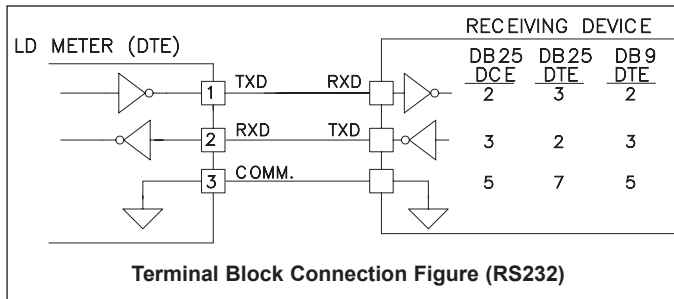 RECEIVING DEVICE
LD METER (DTE)
DB25 DB25 DB9
DCE DTE DTE
1 TXD RXD 2 3 2
2 RXD TXD 3 2 3
3 COMM. 5 7 5
Terminal Block Connection Figure (RS232)